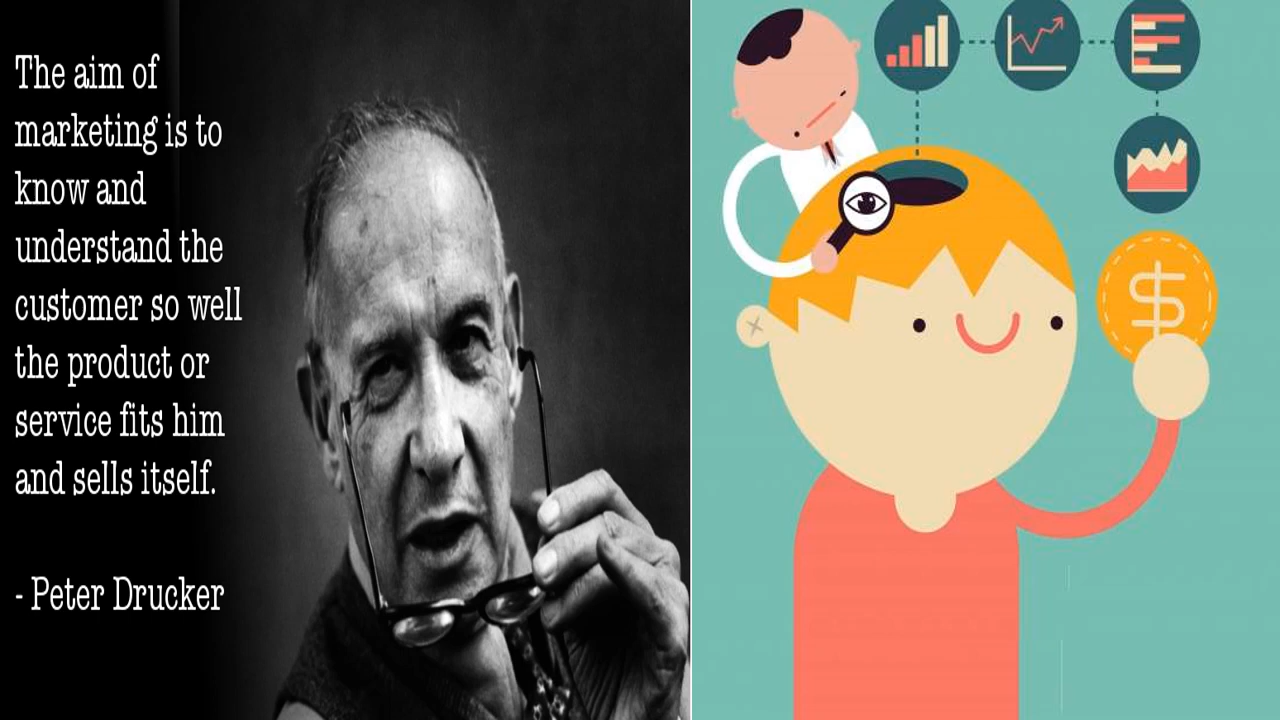 The aim of
marketing is to
know and
understand the
customer so well
the product or
service fits him
and sells itself.
- Peter Drucker
$